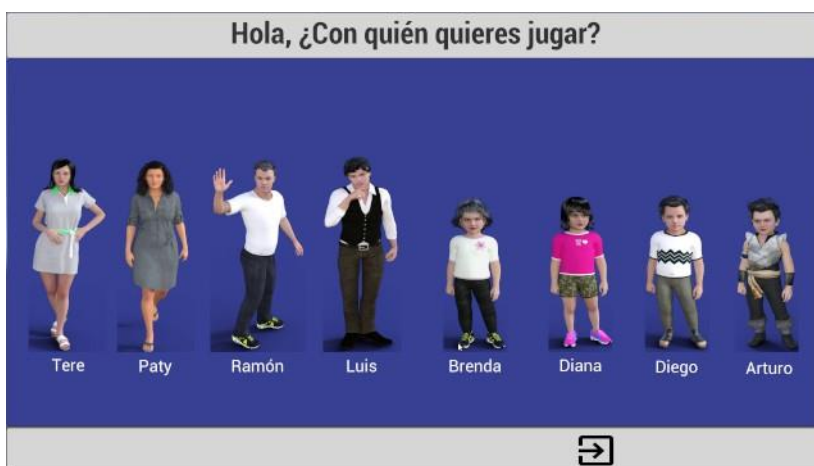 Hola, ¿Con quién quieres jugar?
Tere Paty Ramón Luis Brenda Diana Diego Arturo